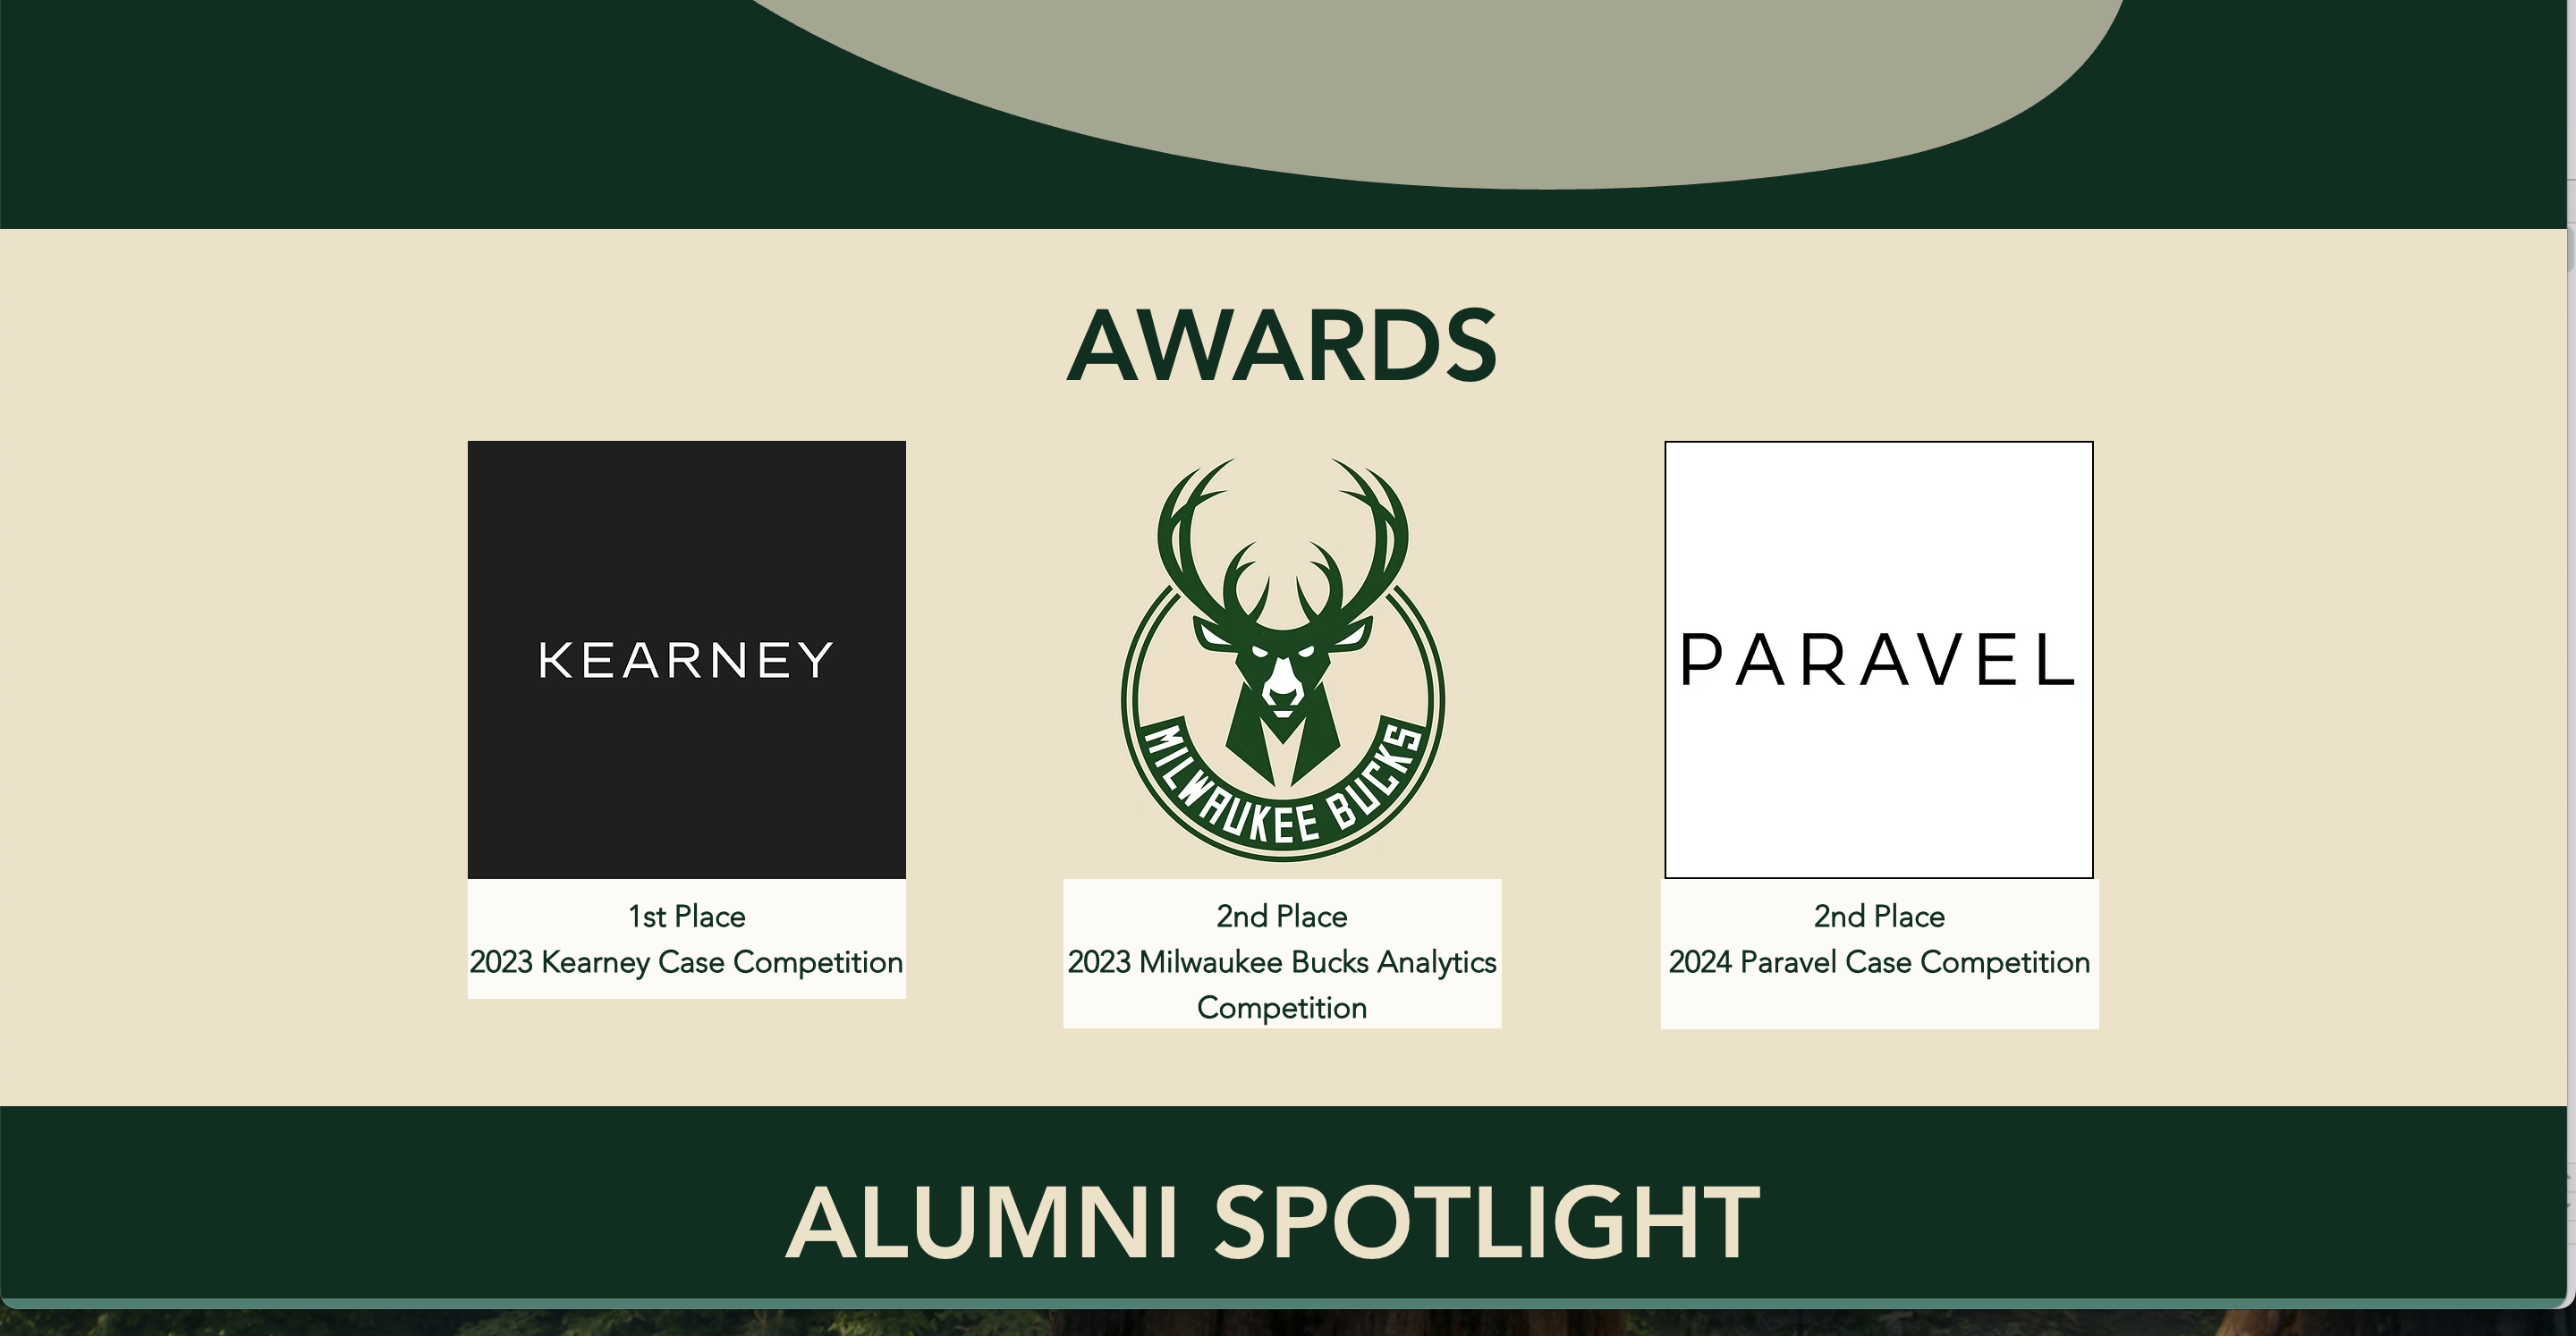 AWARDS
KEARNEY
MILWAUKEE BUCKS
PARAVEL
1st Place
2023 Kearney Case Competition
2nd Place
2023 Milwaukee Bucks Analytics
Competition
2nd Place
2024 Paravel Case Competition
ALUMNI SPOTLIGHT